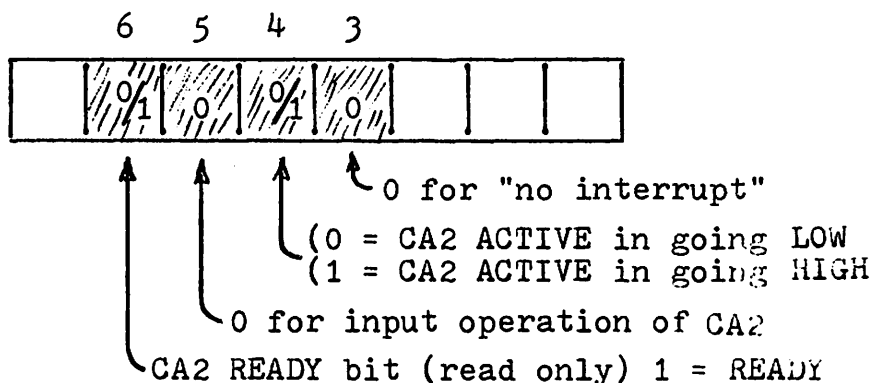 6 5 4 3
0/1 0 0/1 0
0 for "no interrupt"
(0 = CA2 ACTIVE in going LOW
(1 = CA2 ACTIVE in going HIGH
0 for input operation of CA2
CA2 READY bit (read only) 1 = READY